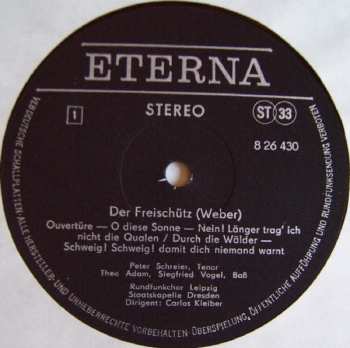 ETERNA
1
STEREO
ST 33
8 26 430
Der Freischütz (Weber)
Ouvertüre — O diese Sonne — Nein! Länger trag' ich
nicht die Qualen / Durch die Wälder —
Schweig! Schweig! damit dich niemand warnt
Peter Schreier, Tenor
Theo Adam, Siegfried Vogel, Baß
Rundfunkchor Leipzig
Staatskapelle Dresden
Dirigent: Carlos Kleiber
VEB DEUTSCHE SCHALLPLATTEN · ALLE HERSTELLER- UND URHEBERRECHTE VORBEHALTEN · ÜBERSPIELUNG, ÖFFENTLICHE AUFFÜHRUNG UND RUNDFUNKSENDUNG VERBOTEN